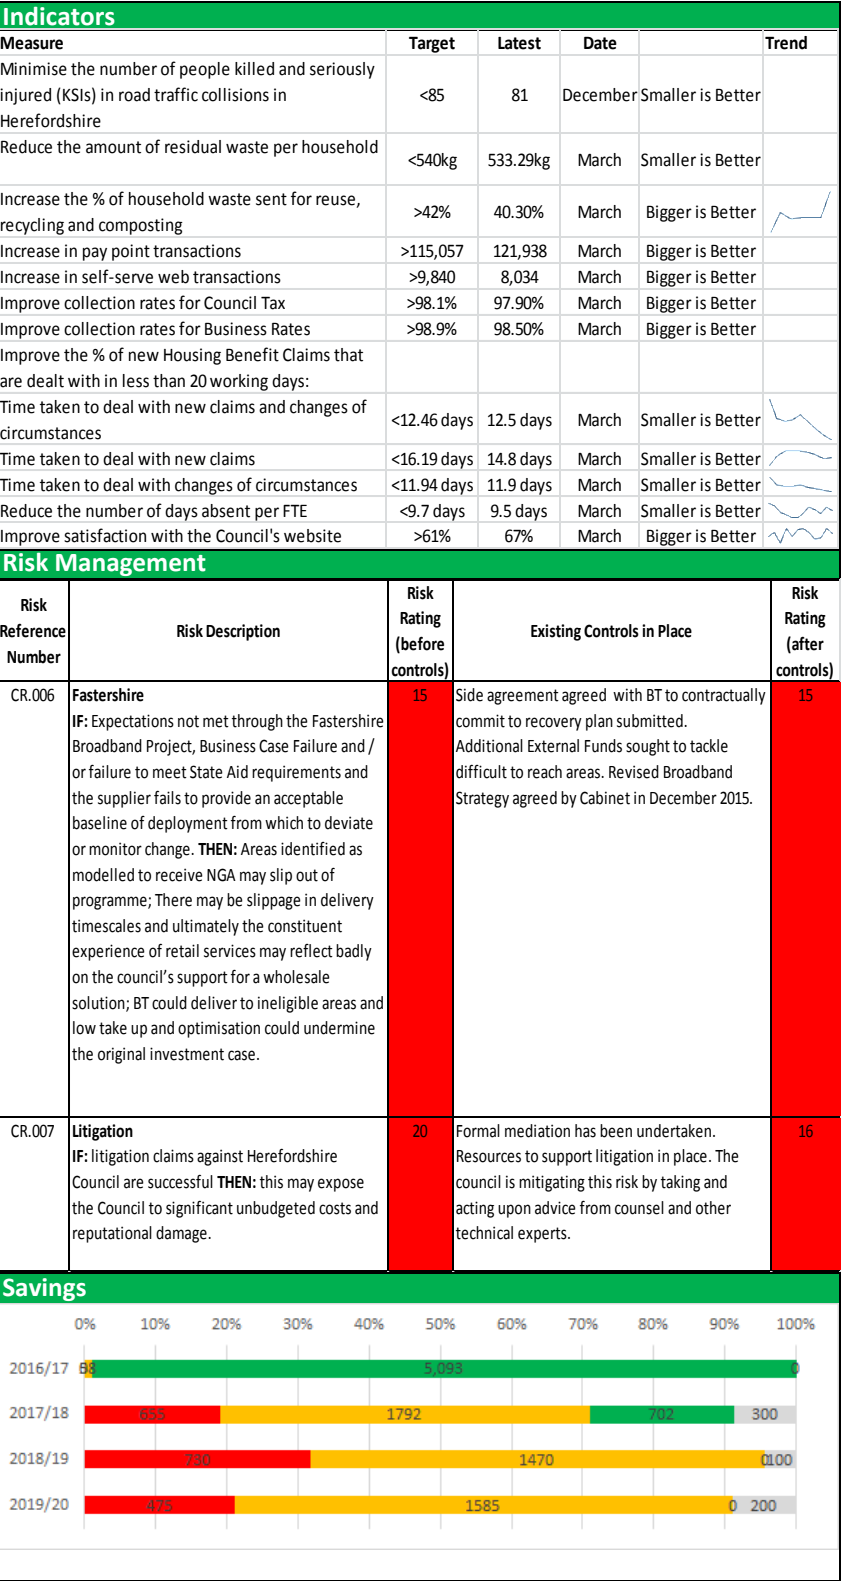 Indicators
Measure Target Latest Date Trend
Minimise the number of people killed and seriously
injured (KSIs) in road traffic collisions in
Herefordshire
<85 81 December Smaller is Better
Reduce the amount of residual waste per household
<540kg 533.29kg March Smaller is Better
Increase the % of household waste sent for reuse,
recycling and composting
>42% 40.30% March Bigger is Better
Increase in pay point transactions >115,057 121,938 March Bigger is Better
Increase in self-serve web transactions >9,840 8,034 March Bigger is Better
Improve collection rates for Council Tax >98.1% 97.90% March Bigger is Better
Improve collection rates for Business Rates >98.9% 98.50% March Bigger is Better
Improve the % of new Housing Benefit Claims that
are dealt with in less than 20 working days:
Time taken to deal with new claims and changes of
circumstances
<12.46 days 12.5 days March Smaller is Better
Time taken to deal with new claims <16.19 days 14.8 days March Smaller is Better
Time taken to deal with changes of circumstances <11.94 days 11.9 days March Smaller is Better
Reduce the number of days absent per FTE <9.7 days 9.5 days March Smaller is Better
Improve satisfaction with the Council's website >61% 67% March Bigger is Better
Risk Management
Risk
Reference
Number
Risk Description
Risk
Rating
(before
controls)
Existing Controls in Place
Risk
Rating
(after
controls)
CR.006
Fastershire
IF: Expectations not met through the Fastershire
Broadband Project, Business Case Failure and /
or failure to meet State Aid requirements and
the supplier fails to provide an acceptable
baseline of deployment from which to deviate
or monitor change. THEN: Areas identified as
modelled to receive NGA may slip out of
programme; There may be slippage in delivery
timescales and ultimately the constituent
experience of retail services may reflect badly
on the council's support for a wholesale
solution; BT could deliver to ineligible areas and
low take up and optimisation could undermine
the original investment case.
15
Side agreement agreed with BT to contractually
commit to recovery plan submitted.
Additional External Funds sought to tackle
difficult to reach areas. Revised Broadband
Strategy agreed by Cabinet in December 2015.
15
CR.007
Litigation
IF: litigation claims against Herefordshire
Council are successful THEN: this may expose
the Council to significant unbudgeted costs and
reputational damage.
20
Formal mediation has been undertaken.
Resources to support litigation in place. The
council is mitigating this risk by taking and
acting upon advice from counsel and other
technical experts.
16
Savings
0% 10% 20% 30% 40% 50% 60% 70% 80% 90% 100%
2016/17 5,093 0
2017/18 655 1792 702 300
2018/19 730 1470 0 100
2019/20 475 1585 0 200